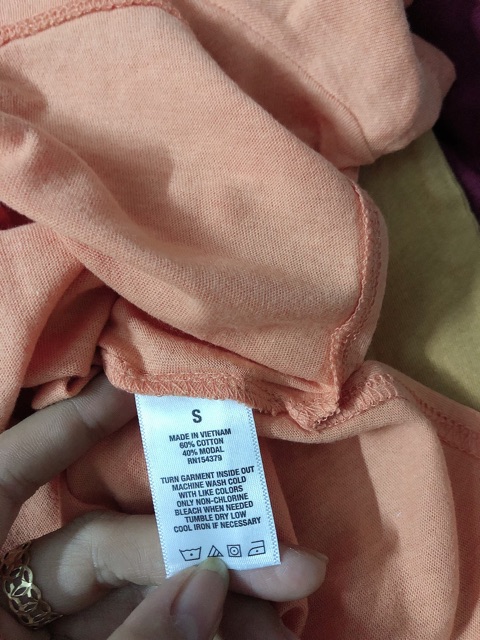 S
MADE IN VIETNAM
60% COTTON
40% MODAL
RN154379
TURN GARMENT INSIDE OUT
MACHINE WASH COLD
WITH LIKE COLORS
ONLY NON-CHLORINE
BLEACH WHEN NEEDED
TUMBLE DRY LOW
COOL IRON IF NECESSARY